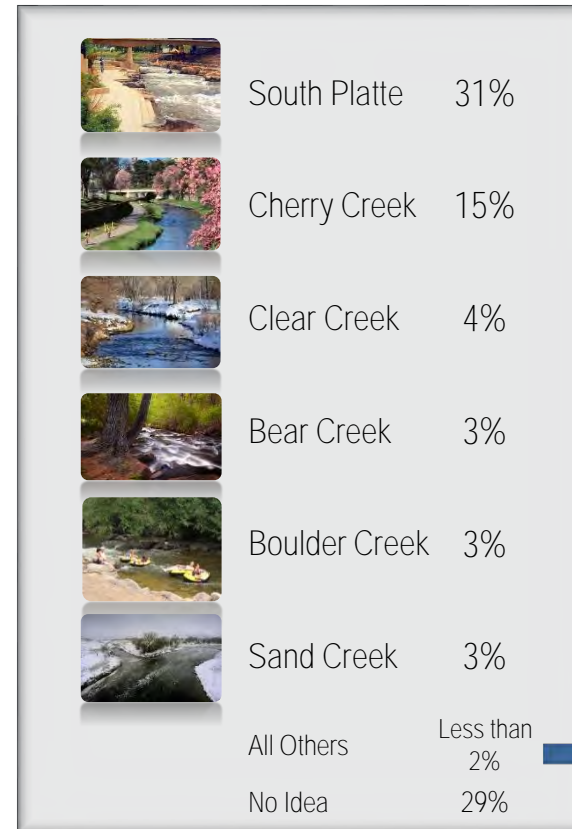 South Platte 31%
Cherry Creek 15%
Clear Creek 4%
Bear Creek 3%
Boulder Creek 3%
Sand Creek 3%
All Others Less than
2%
No Idea 29%